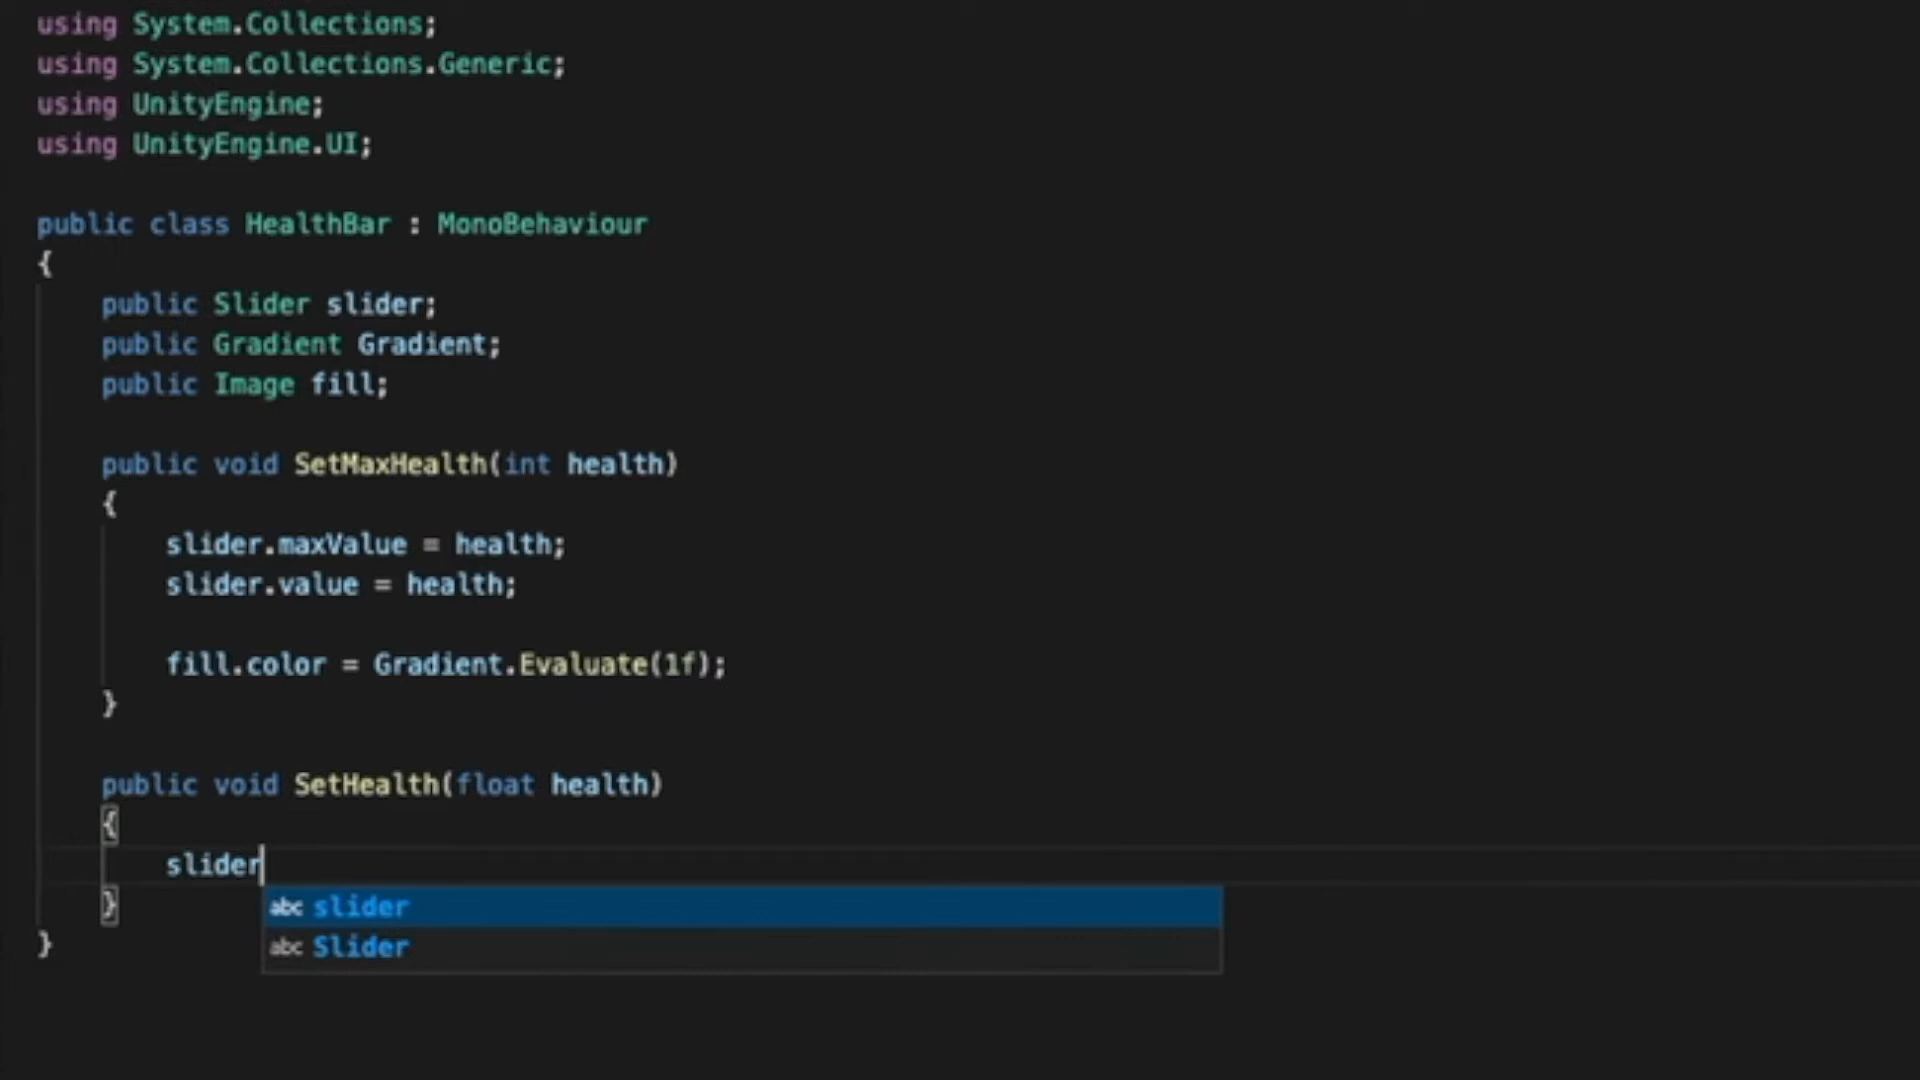 using System.Collections;
using System.Collections.Generic;
using UnityEngine;
using UnityEngine.UI;
public class HealthBar : MonoBehaviour
{
public Slider slider;
public Gradient Gradient;
public Image fill;
public void SetMaxHealth(int health)
{
slider.maxValue = health;
slider.value = health;
fill.color = Gradient.Evaluate(1f);
}
public void SetHealth(float health)
{
slider
abc slider
}
abc Slider
}